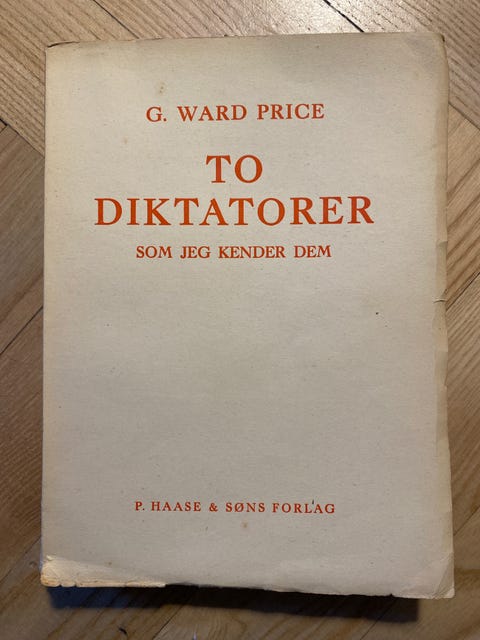 G. WARD PRICE
TO
DIKTATORER
SOM JEG KENDER DEM
P. HAASE & SØNS FORLAG